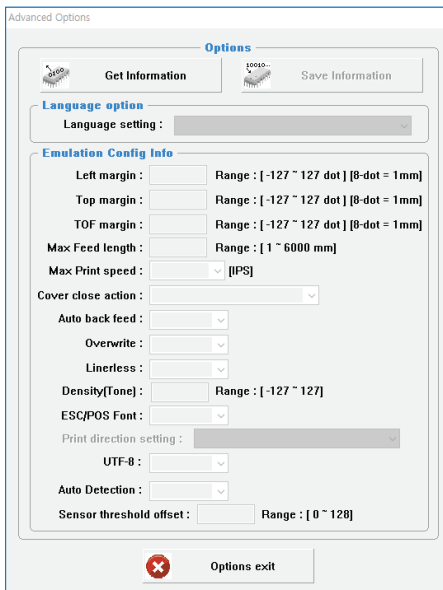 Advanced Options
Options
0100
Get Information
10010...
Save Information
Language option
Language setting :
Emulation Config Info
Left margin : Range : [ -127 ~ 127 dot ] [8-dot = 1mm]
Top margin : Range : [ -127 ~ 127 dot ] [8-dot = 1mm]
TOF margin : Range : [ -127 ~ 127 dot ] [8-dot = 1mm]
Max Feed length : Range : [ 1 ~ 6000 mm]
Max Print speed : [IPS]
Cover close action :
Auto back feed :
Overwrite :
Linerless :
Density(Tone) : Range : [ -127 ~ 127]
ESC/POS Font :
Print direction setting :
UTF-8 :
Auto Detection :
Sensor threshold offset : Range : [ 0 ~ 128]
Options exit